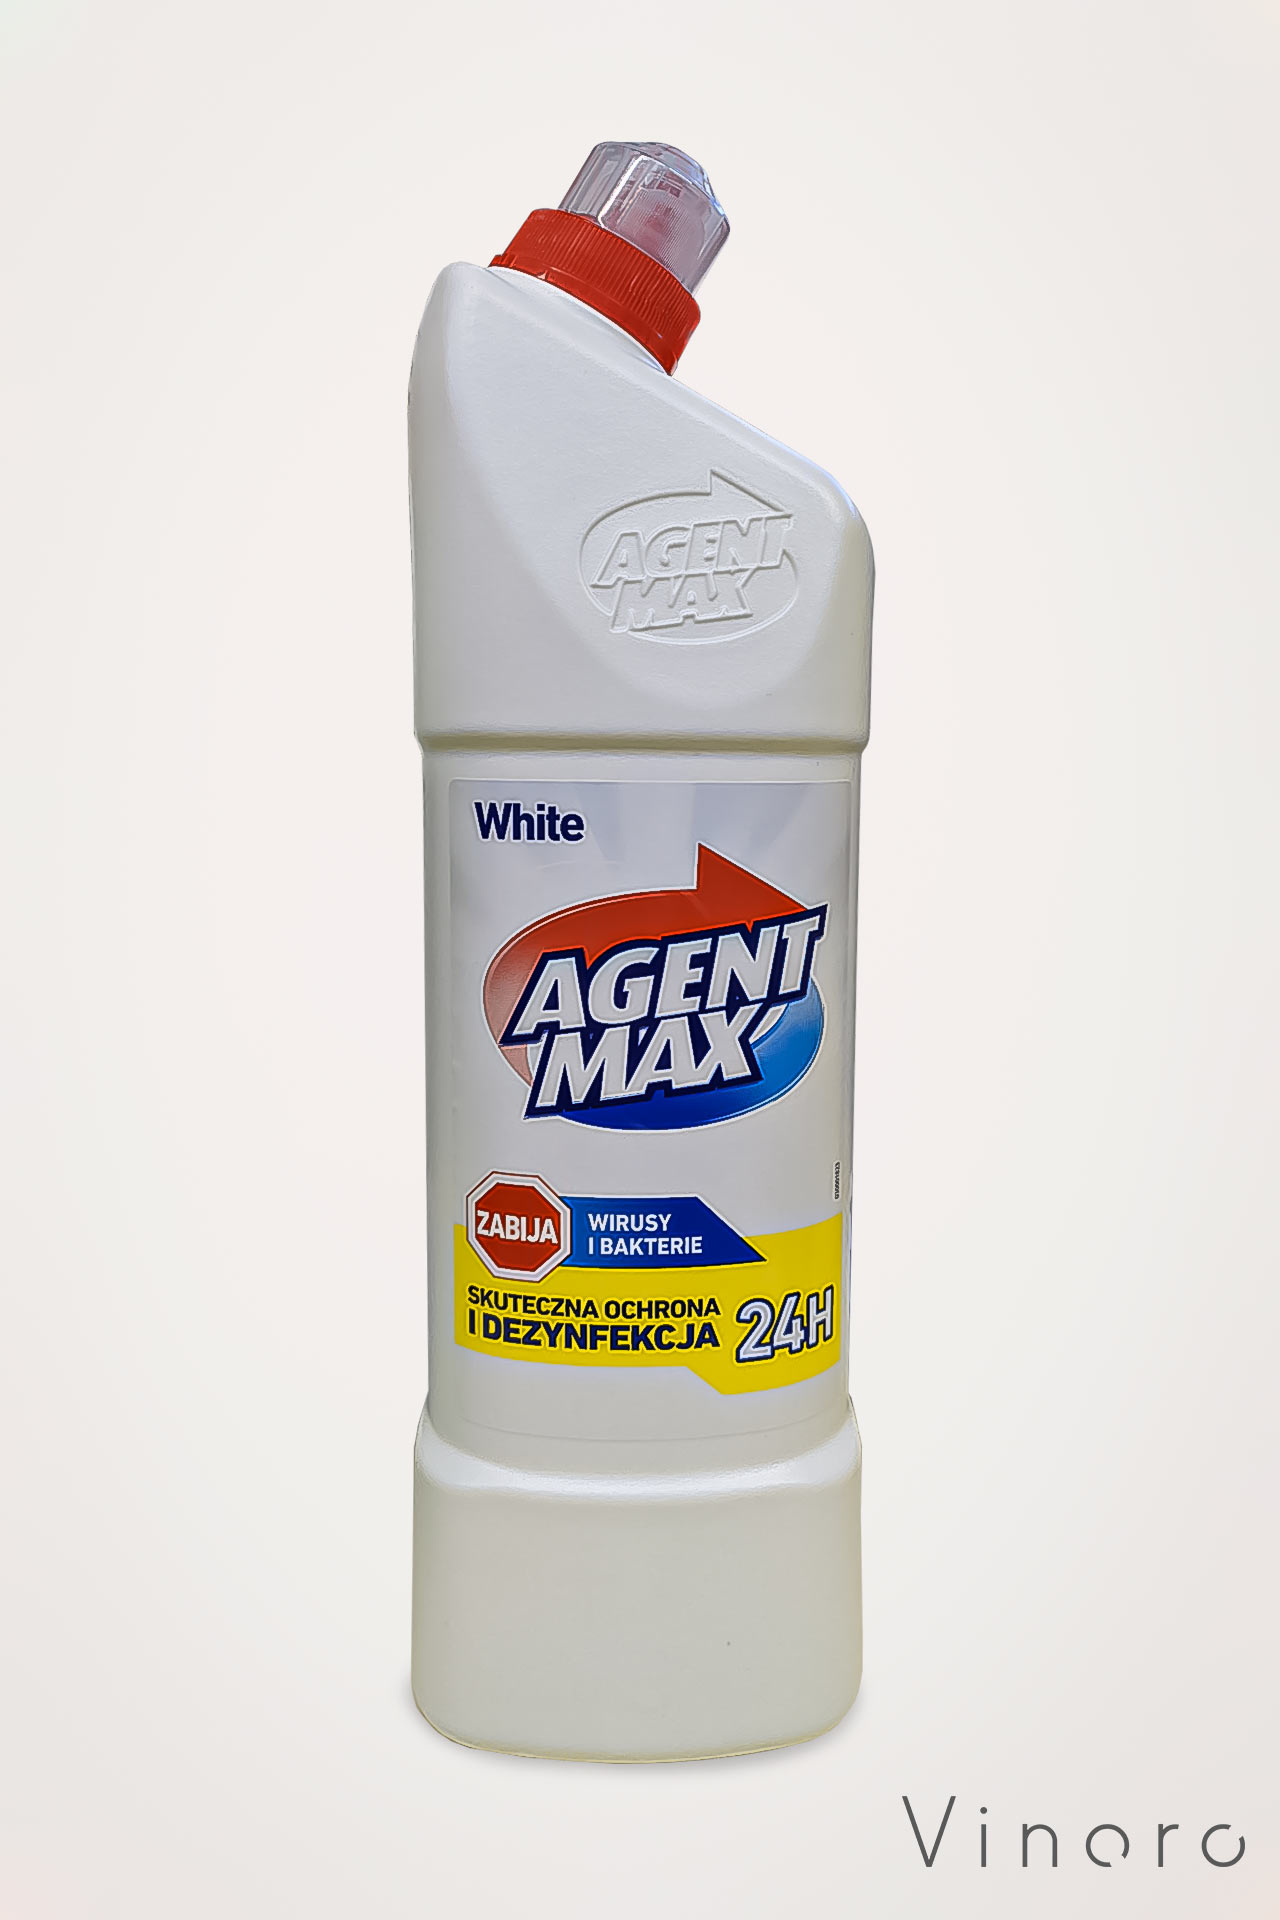 AGENT
MAX
White
AGENT
MAX
ZABIJA
WIRUSY
I BAKTERIE
SKUTECZNA OCHRONA
I DEZYNFEKCJA
24H
Vinoro